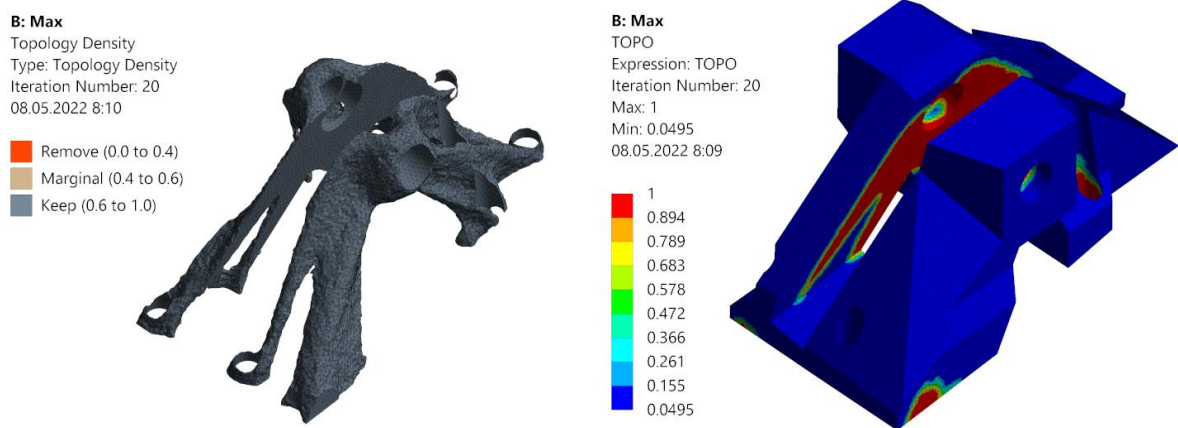 B: Max
Topology Density
Type: Topology Density
Iteration Number: 20
08.05.2022 8:10
Remove (0.0 to 0.4)
Marginal (0.4 to 0.6)
Keep (0.6 to 1.0)
B: Max
TOPO
Expression: TOPO
Iteration Number: 20
Max: 1
Min: 0.0495
08.05.2022 8:09
1
0.894
0.789
0.683
0.578
0.472
0.366
0.261
0.155
0.0495